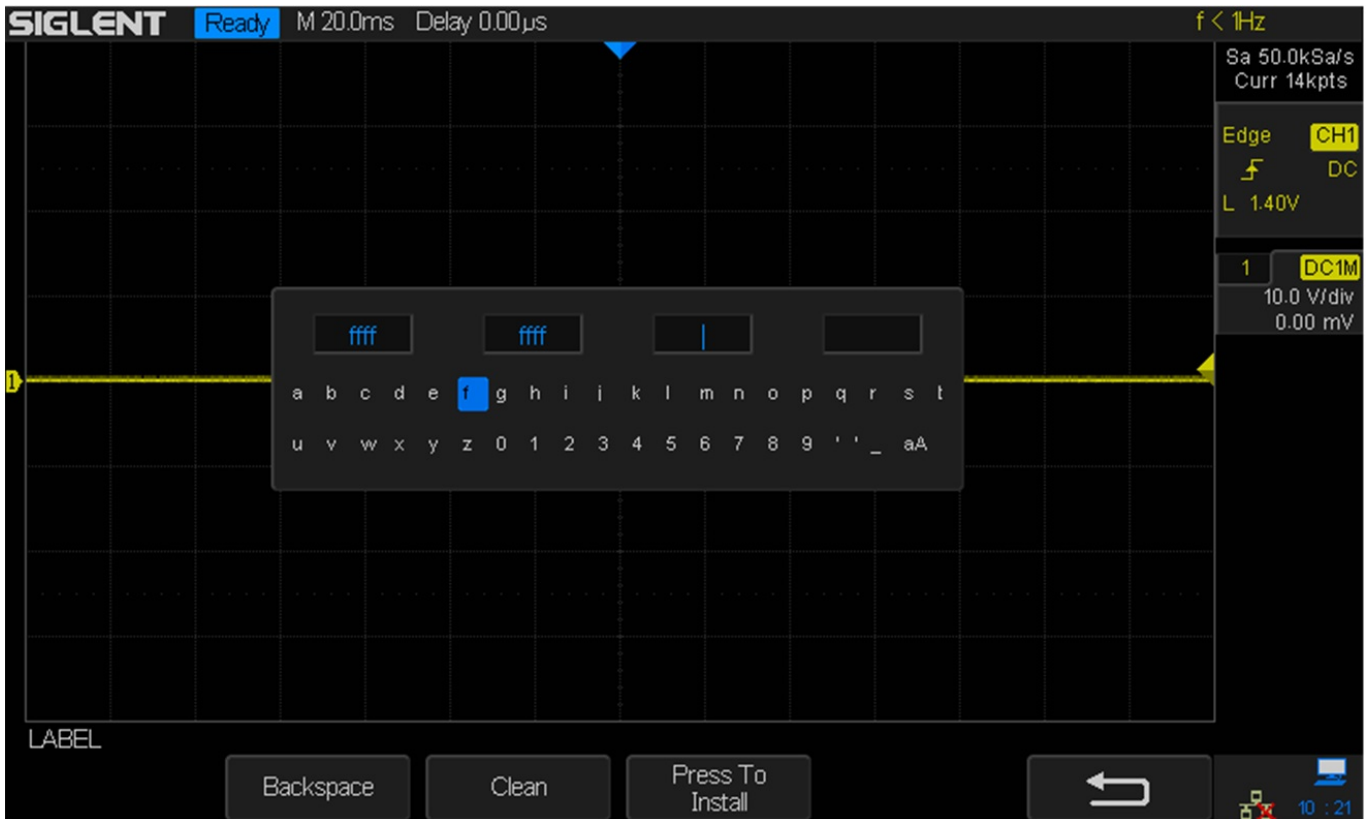 SIGLENT Ready M 20.0ms Delay 0.00µs f < 1Hz
Sa 50.0kSa/s
Curr 14kpts
Edge CH1
DC
L 1.40V
1 DC1M
10.0 V/div
0.00 mV
ffff ffff
1
a b c d e f g h i j k l m n o p q r s t
u v w x y z 0 1 2 3 4 5 6 7 8 9 ' ' _ aA
LABEL
Backspace Clean Press To
Install
10 : 21